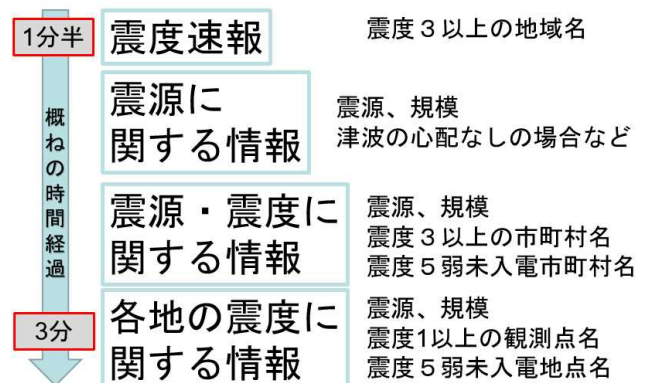 1分半
震度速報
震度３以上の地域名
震源に
関する情報
震源、規模
津波の心配なしの場合など
概ねの時間経過
震源・震度に
関する情報
震源、規模
震度３以上の市町村名
震度５弱未入電市町村名
3分
各地の震度に
関する情報
震源、規模
震度1以上の観測点名
震度５弱未入電地点名